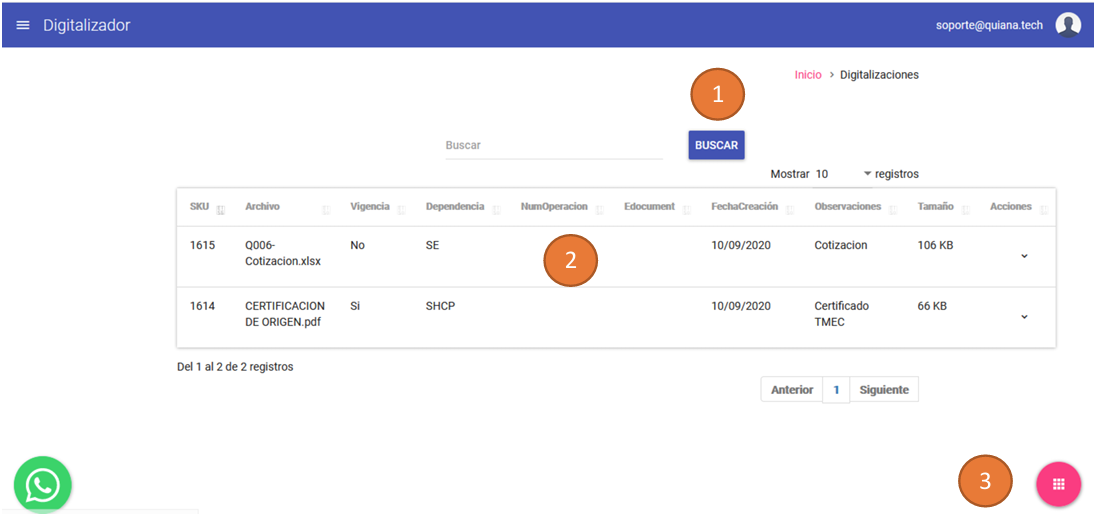 Digitalizador soporte@quiana.tech
Inicio > Digitalizaciones
1
Buscar BUSCAR
Mostrar 10 registros
SKU Archivo Vigencia Dependencia NumOperacion Edocument FechaCreación Observaciones Tamaño Acciones
1615 Q006- No SE 10/09/2020 Cotizacion 106 KB
Cotizacion.xlsx
2
1614 CERTIFICACION Si SHCP 10/09/2020 Certificado 66 KB
DE ORIGEN.pdf TMEC
Del 1 al 2 de 2 registros
Anterior 1 Siguiente
3